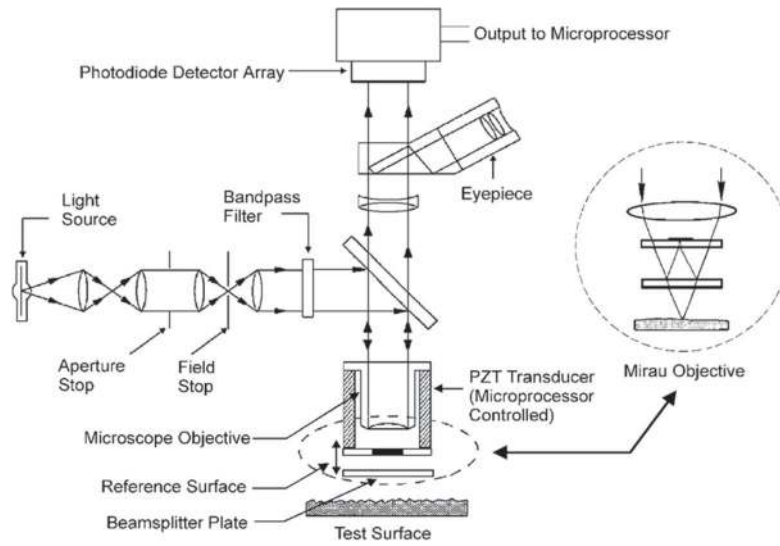 Output to Microprocessor
Photodiode Detector Array
Eyepiece
Light
Source
Bandpass
Filter
Aperture
Stop
Field
Stop
PZT Transducer
(Microprocessor
Controlled)
Mirau Objective
Microscope Objective
Reference Surface
Beamsplitter Plate
Test Surface